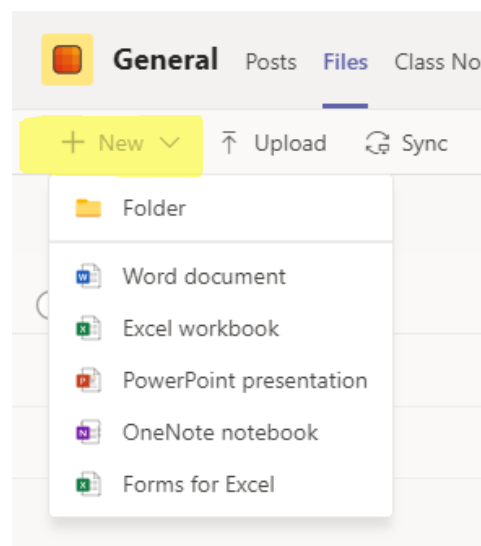 General Posts Files Class No
New Upload Sync
Folder
Word document
Excel workbook
PowerPoint presentation
OneNote notebook
Forms for Excel